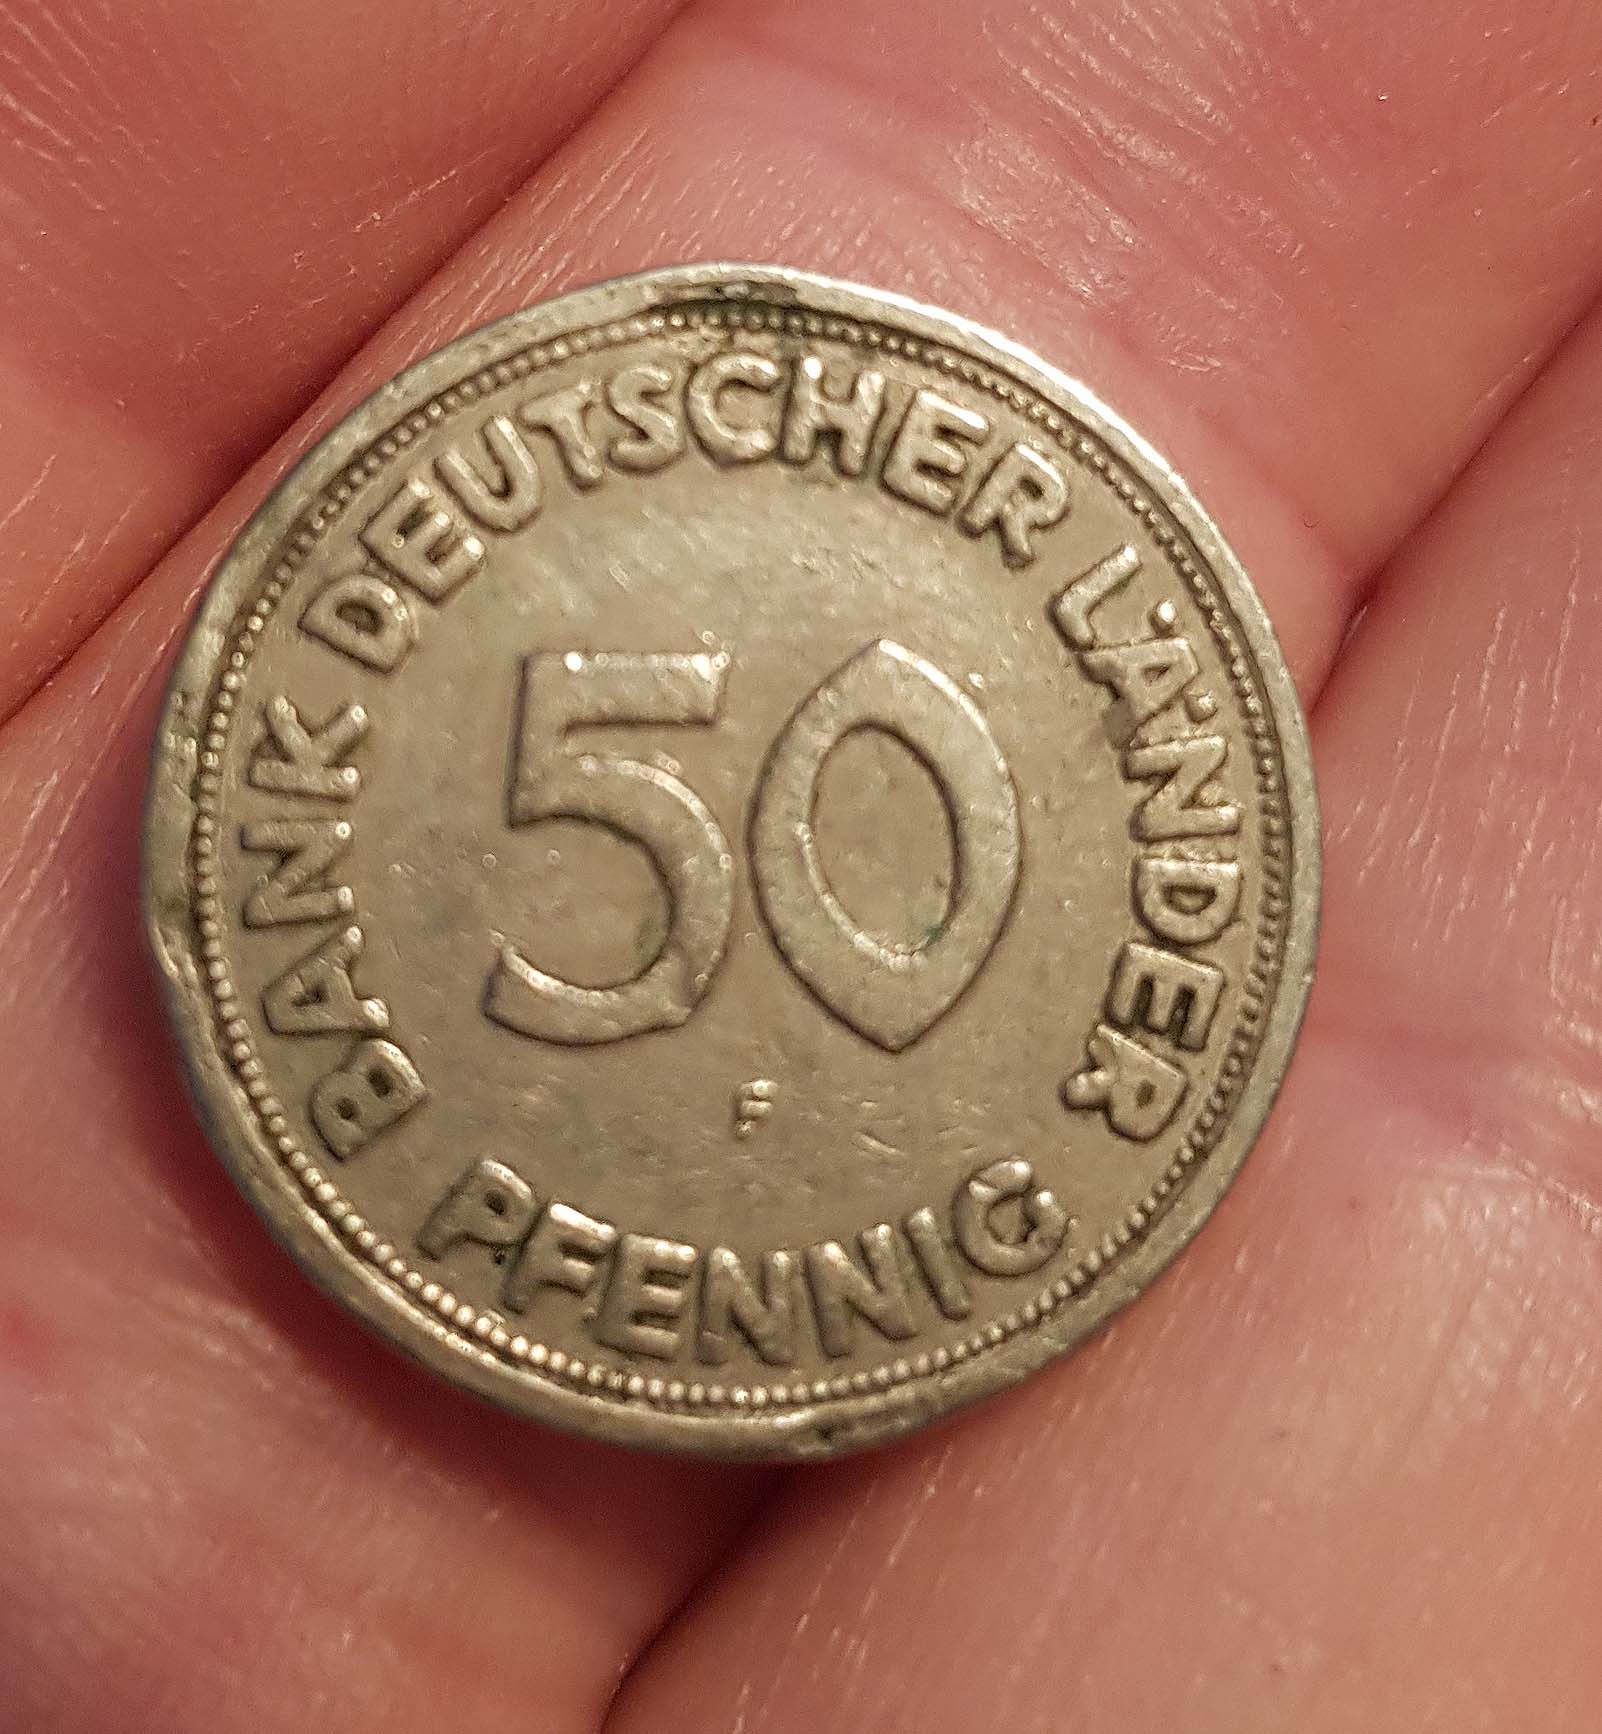 BANK DEUTSCHER LÄNDER
50
F
PFENNIG